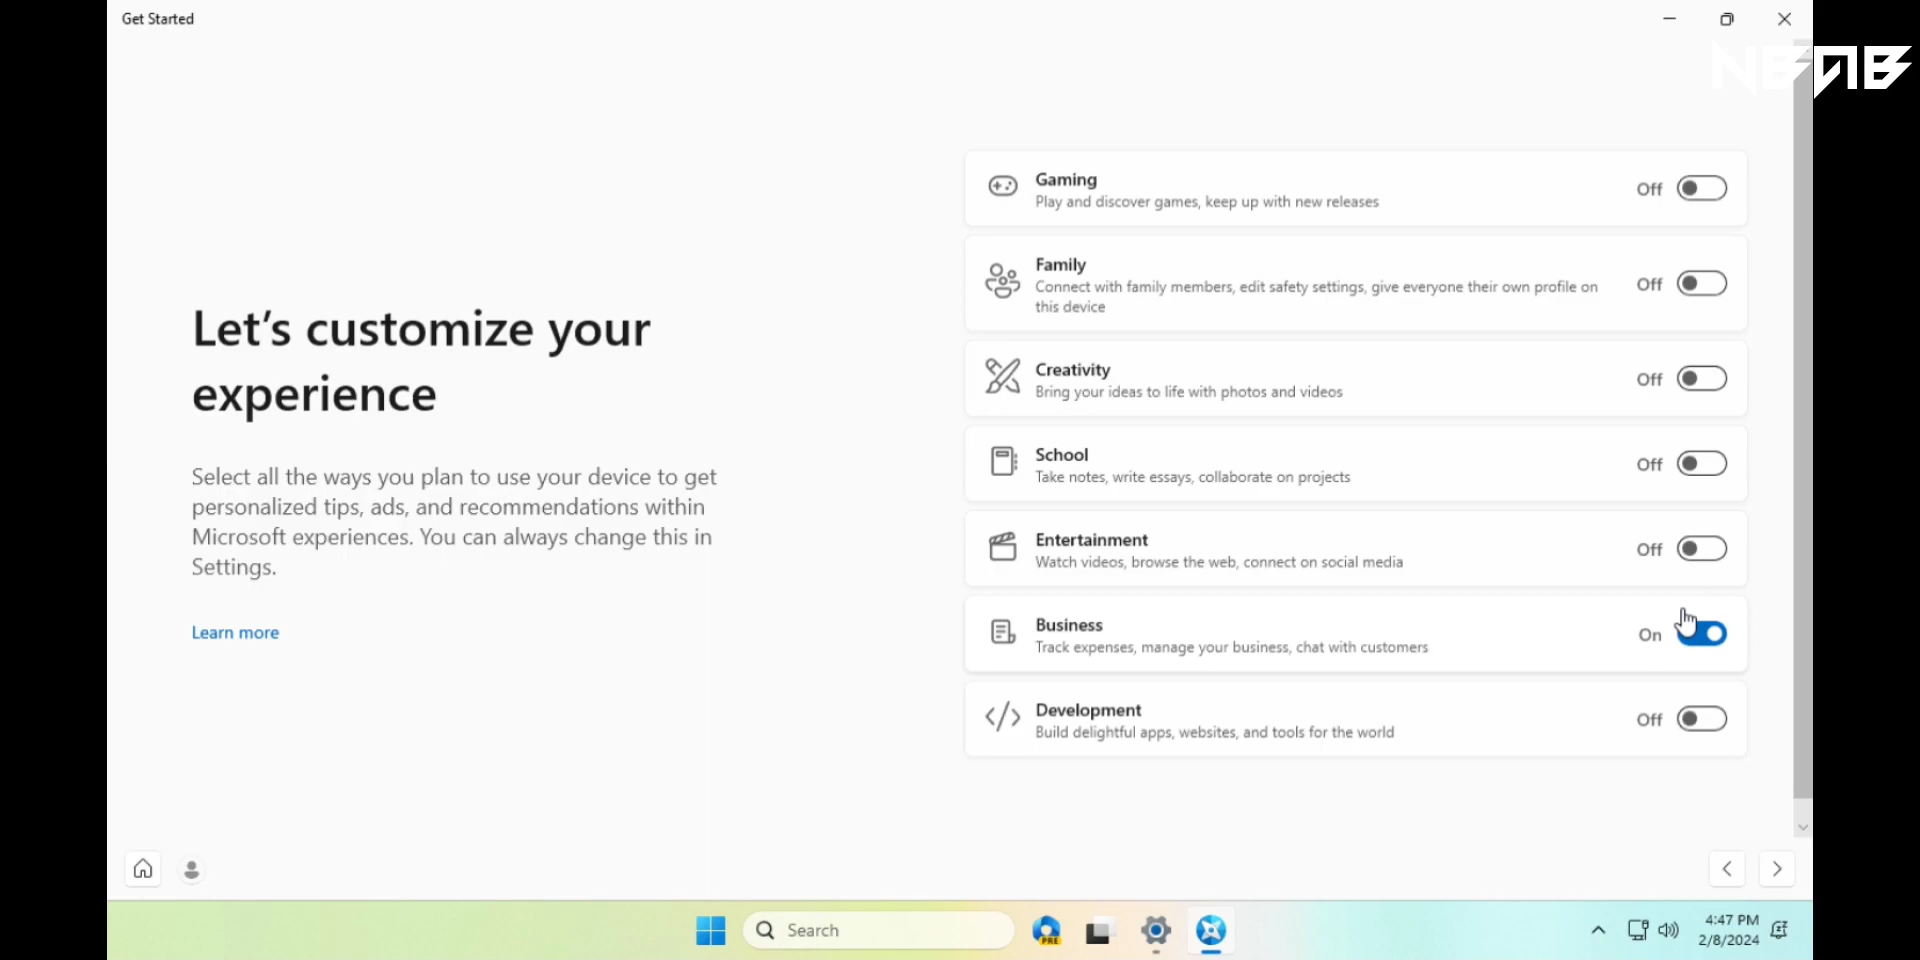 Get Started
NBAB
Let's customize your
experience
Select all the ways you plan to use your device to get
personalized tips, ads, and recommendations within
Microsoft experiences. You can always change this in
Settings.
Learn more
Gaming
Play and discover games, keep up with new releases
Off
Family
Connect with family members, edit safety settings, give everyone their own profile on
this device
Off
Creativity
Bring your ideas to life with photos and videos
Off
School
Take notes, write essays, collaborate on projects
Off
Entertainment
Watch videos, browse the web, connect on social media
Off
Business
Track expenses, manage your business, chat with customers
On
Development
Build delightful apps, websites, and tools for the world
Off
Search
PRE
4:47 PM
2/8/2024